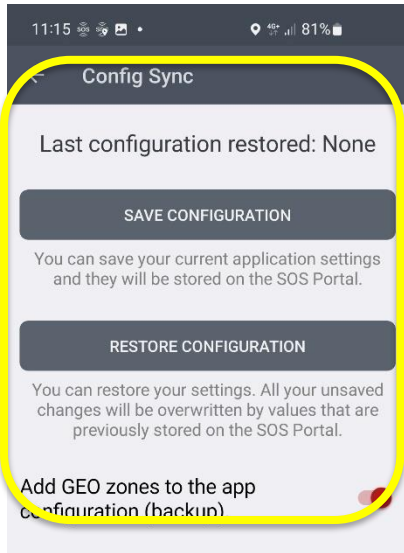 11:15 SOS 4G+ 81%
Config Sync
Last configuration restored: None
SAVE CONFIGURATION
You can save your current application settings
and they will be stored on the SOS Portal.
RESTORE CONFIGURATION
You can restore your settings. All your unsaved
changes will be overwritten by values that are
previously stored on the SOS Portal.
Add GEO zones to the app
configuration (backup)